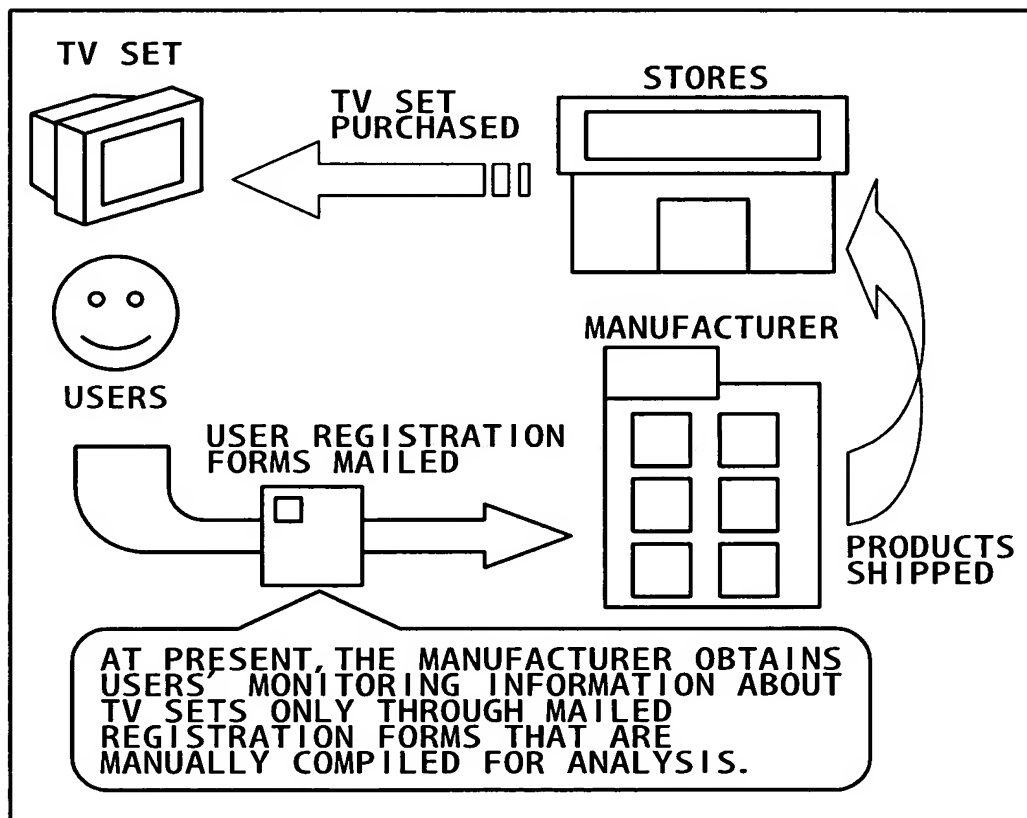 TV SET
TV SET
PURCHASED
STORES
USERS
MANUFACTURER
USER REGISTRATION
FORMS MAILED
PRODUCTS
SHIPPED
AT PRESENT, THE MANUFACTURER OBTAINS
USERS' MONITORING INFORMATION ABOUT
TV SETS ONLY THROUGH MAILED
REGISTRATION FORMS THAT ARE
MANUALLY COMPILED FOR ANALYSIS.